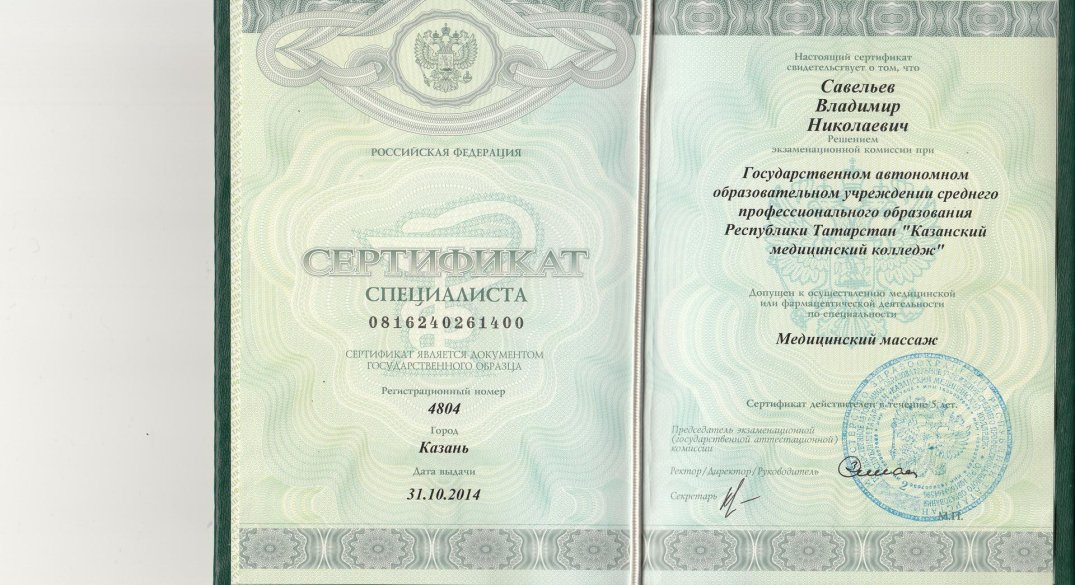 РОССИЙСКАЯ ФЕДЕРАЦИЯ
СЕРТИФИКАТ
СПЕЦИАЛИСТА
0816240261400
СЕРТИФИКАТ ЯВЛЯЕТСЯ ДОКУМЕНТОМ
ГОСУДАРСТВЕННОГО ОБРАЗЦА
Регистрационный номер
4804
Город
Казань
Дата выдачи
31.10.2014
Настоящий сертификат
свидетельствует о том, что
Савельев
Владимир
Николаевич
Решением
экзаменационной комиссии при
Государственном автономном
образовательном учреждении среднего
профессионального образования
Республики Татарстан "Казанский
медицинский колледж"
Допущен к осуществлению медицинской
или фармацевтической деятельности
по специальности
Медицинский массаж
Сертификат действителен в течение 5 лет.
Председатель экзаменационной
(государственной аттестационной)
комиссии
Ректор/Директор/Руководитель
Секретарь
М.П.